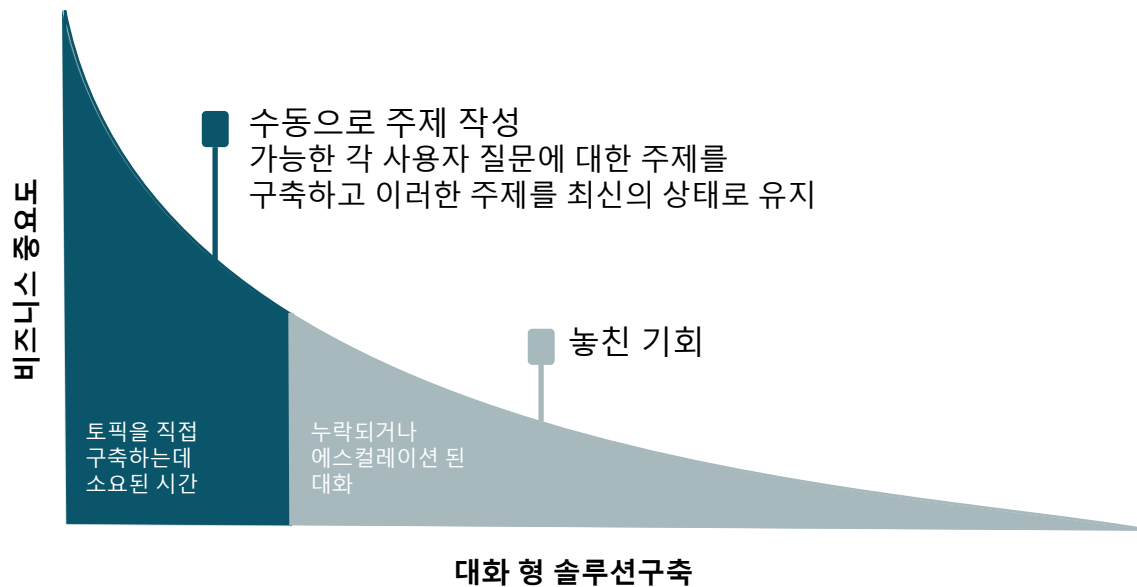 수동으로 주제 작성
가능한 각 사용자 질문에 대한 주제를
구축하고 이러한 주제를 최신의 상태로 유지
비즈니스 중요도
놓친 기회
토픽을 직접
구축하는데
소요된 시간
누락되거나
에스컬레이션 된
대화
대화 형 솔루션구축